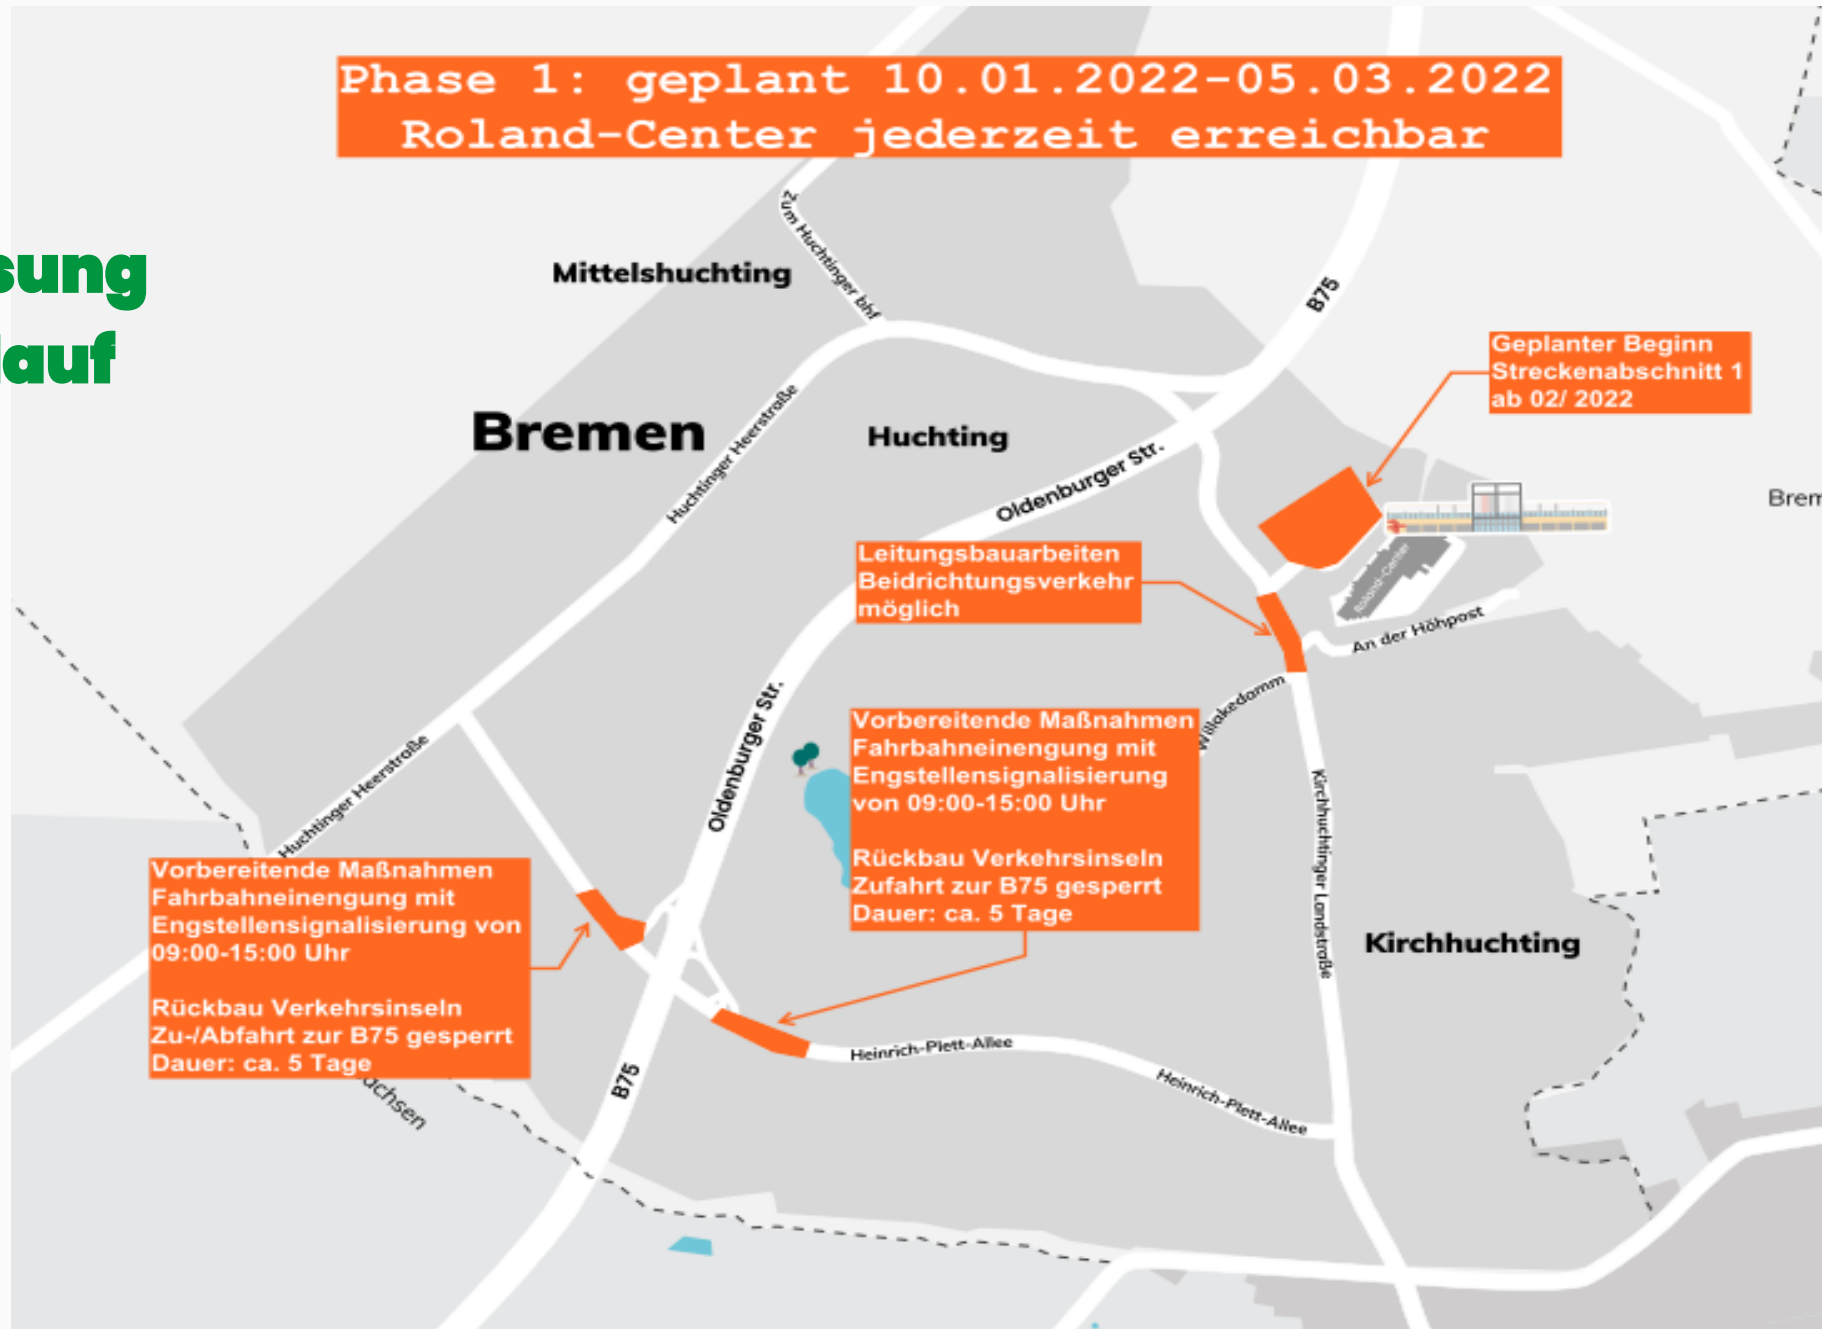 Phase 1: geplant 10.01.2022-05.03.2022
Roland-Center jederzeit erreichbar
sung
lauf
Zum Huchtinger bhf
Mittelshuchting
B75
Geplanter Beginn
Streckenabschnitt 1
ab 02/ 2022
Bremen
Huchting
Huchtinger Heerstraße
Oldenburger Str.
Brem
Leitungsbauarbeiten
Beidrichtungsverkehr
möglich
Roland-Center
An der Höhpost
Willakedamm
Oldenburger Str.
Vorbereitende Maßnahmen
Fahrbahneinengung mit
Engstellensignalisierung
von 09:00-15:00 Uhr
Rückbau Verkehrsinseln
Zufahrt zur B75 gesperrt
Dauer: ca. 5 Tage
Huchtinger Heerstraße
Kirchhuchtinger Landstraße
Vorbereitende Maßnahmen
Fahrbahneinengung mit
Engstellensignalisierung von
09:00-15:00 Uhr
Rückbau Verkehrsinseln
Zu-/Abfahrt zur B75 gesperrt
Dauer: ca. 5 Tage
Kirchhuchting
Heinrich-Plett-Allee
B75
achsen
Heinrich-Plett-Allee